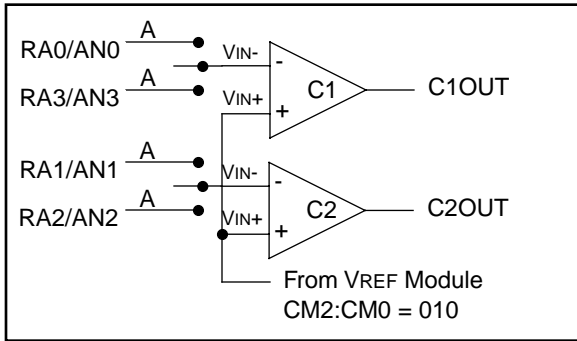 RA0/AN0 A
VIN- -
RA3/AN3 A
VIN+ +
C1 C1OUT
RA1/AN1 A
VIN- -
RA2/AN2 A
VIN+ +
C2 C2OUT
From VREF Module
CM2:CM0 = 010